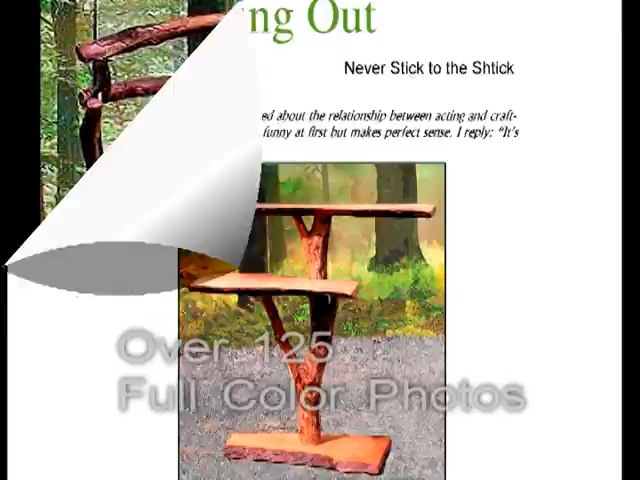 ng Out
Never Stick to the Shtick
ed about the relationship between acting and craft-
funny at first but makes perfect sense. I reply: “It's
Over 125
Full Color Photos